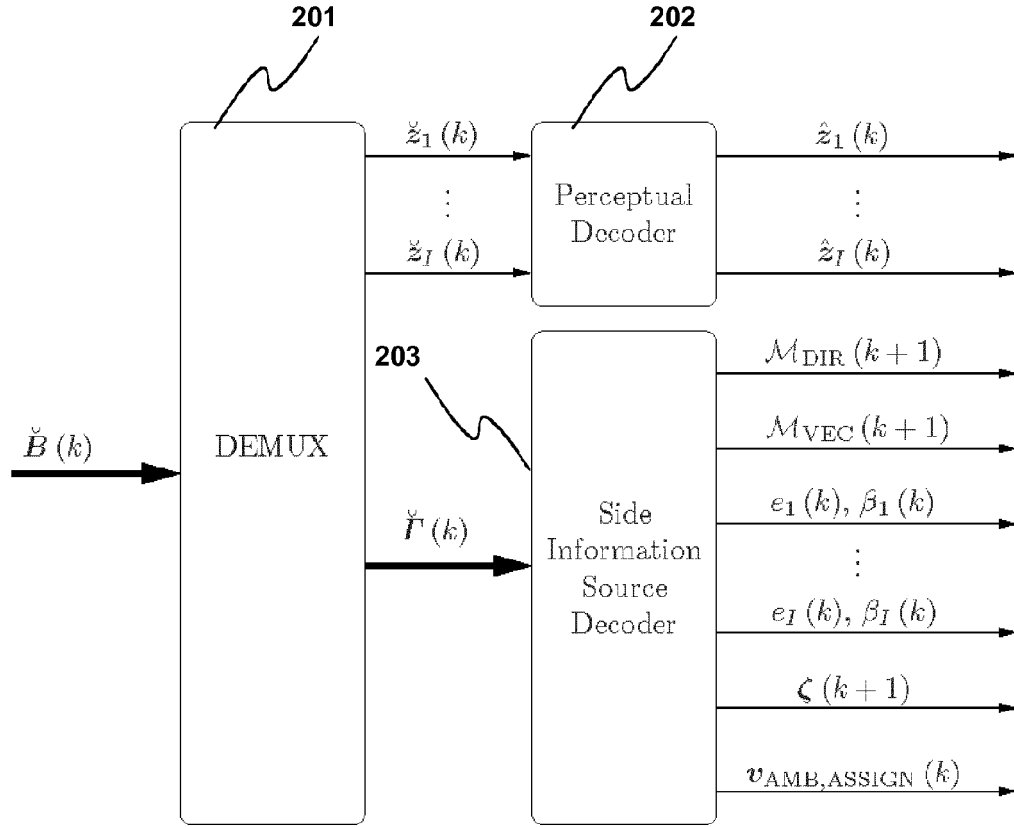 201
202
z̆₁ (k)
ẑ₁ (k)
⋮
⋮
Perceptual
Decoder
z̆_I (k)
ẑ_I (k)
203
ℳ_DIR (k + 1)
ℳ_VEC (k + 1)
B̆ (k)
DEMUX
e₁ (k), β₁ (k)
Γ̆ (k)
Side
Information
Source
Decoder
⋮
e_I (k), β_I (k)
ζ (k + 1)
v_AMB,ASSIGN (k)